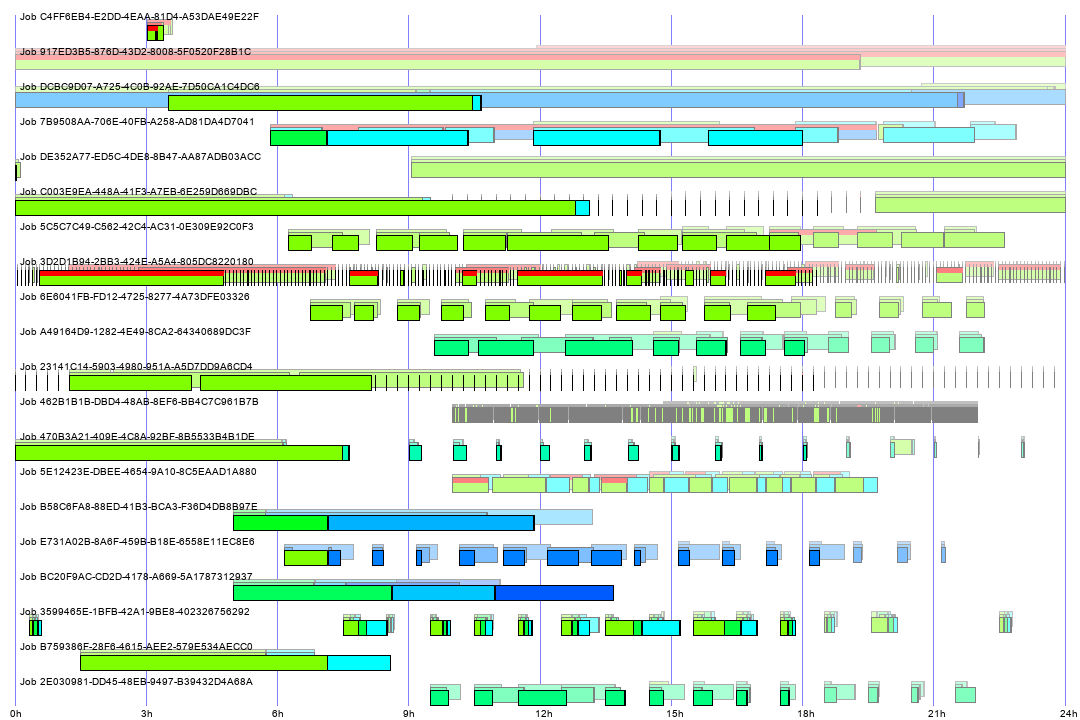 Job C4FF6EB4-E2DD-4EAA-81D4-A53DAE49E22F
Job 917ED3B5-876D-43D2-8008-5F0520F28B1C
Job DCBC9D07-A725-4C0B-92AE-7D50CA1C4DC6
Job 7B9508AA-706E-40FB-A258-AD81DA4D7041
Job DE352A77-ED5C-4DE8-8B47-AA87ADB03ACC
Job C003E9EA-448A-41F3-A7EB-6E259D669DBC
Job 5C5C7C49-C562-42C4-AC31-0E309E92C0F3
Job 3D2D1B94-2BB3-424E-A5A4-805DC8220180
Job 6E6041FB-FD12-4725-8277-4A73DFE03326
Job A49164D9-1282-4E49-8CA2-64340689DC3F
Job 23141C14-5903-4980-951A-A5D7DD9A6CD4
Job 462B1B1B-DBD4-48AB-8EF6-BB4C7C961B7B
Job 470B3A21-409E-4C8A-92BF-8B5533B4B1DE
Job 5E12423E-DBEE-4654-9A10-8C5EAAD1A880
Job B58C6FA8-88ED-41B3-BCA3-F36D4DB8B97E
Job E731A02B-8A6F-459B-B18E-6558E11EC8E6
Job BC20F9AC-CD2D-4178-A669-5A1787312937
Job 3599465E-1BFB-42A1-9BE8-402326756292
Job B759386F-28F6-4615-AEE2-579E534AECC0
Job 2E030981-DD45-48EB-9497-B39432D4A68A
0h 3h 6h 9h 12h 15h 18h 21h 24h